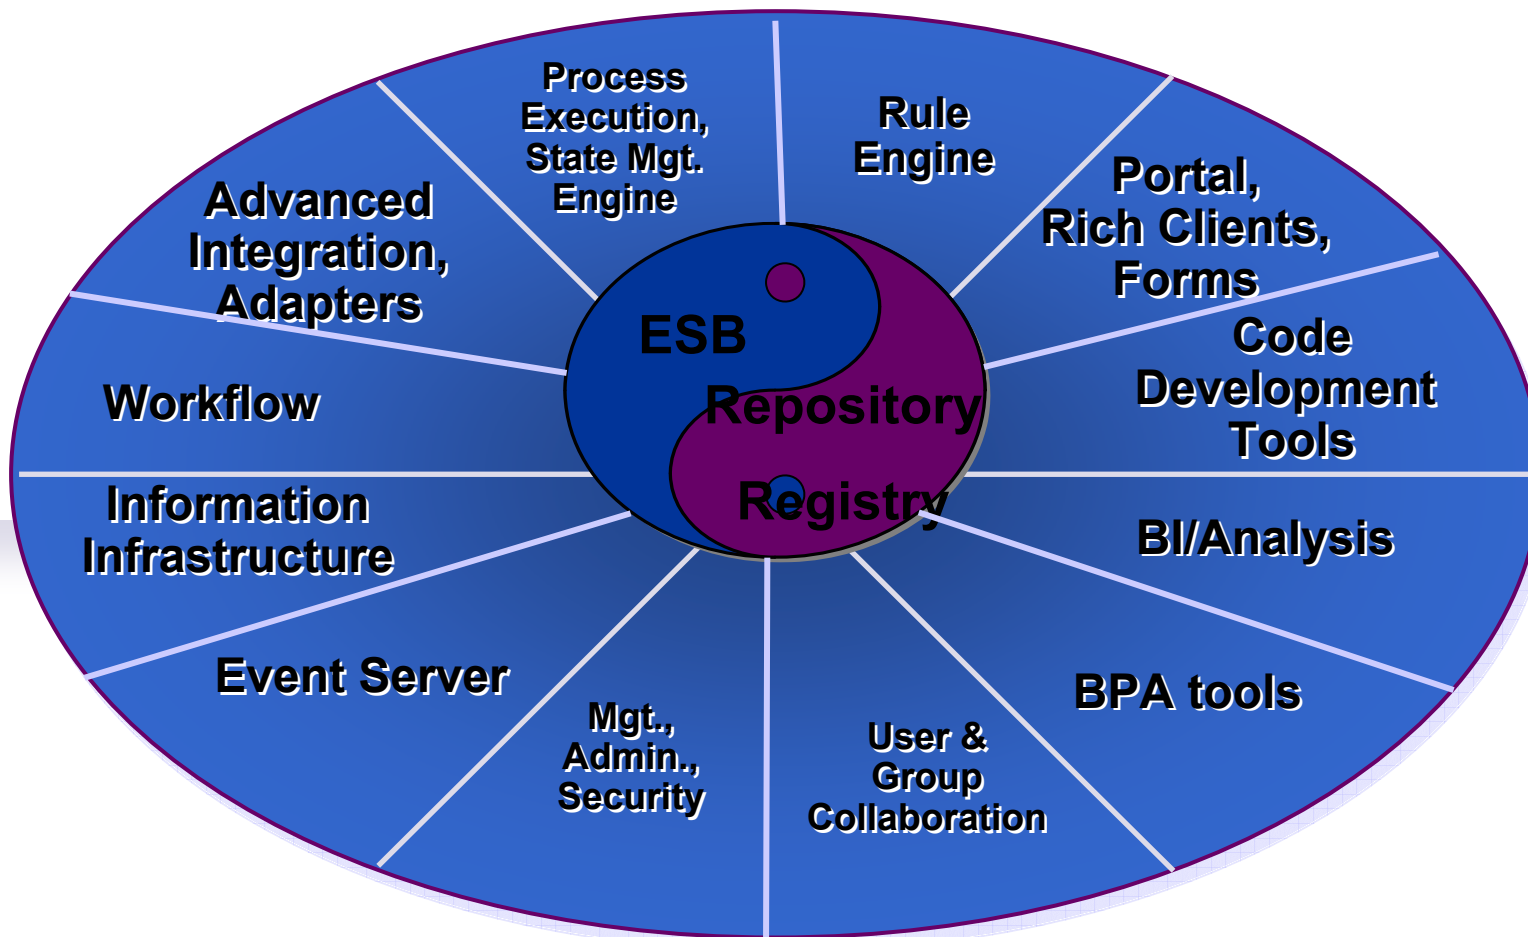 Process
Execution,
State Mgt.
Engine
Rule
Engine
Portal,
Rich Clients,
Forms
Code
Development
Tools
BI/Analysis
BPA tools
User &
Group
Collaboration
Mgt.,
Admin.,
Security
Event Server
Information
Infrastructure
Workflow
Advanced
Integration,
Adapters
ESB
Repository
Registry